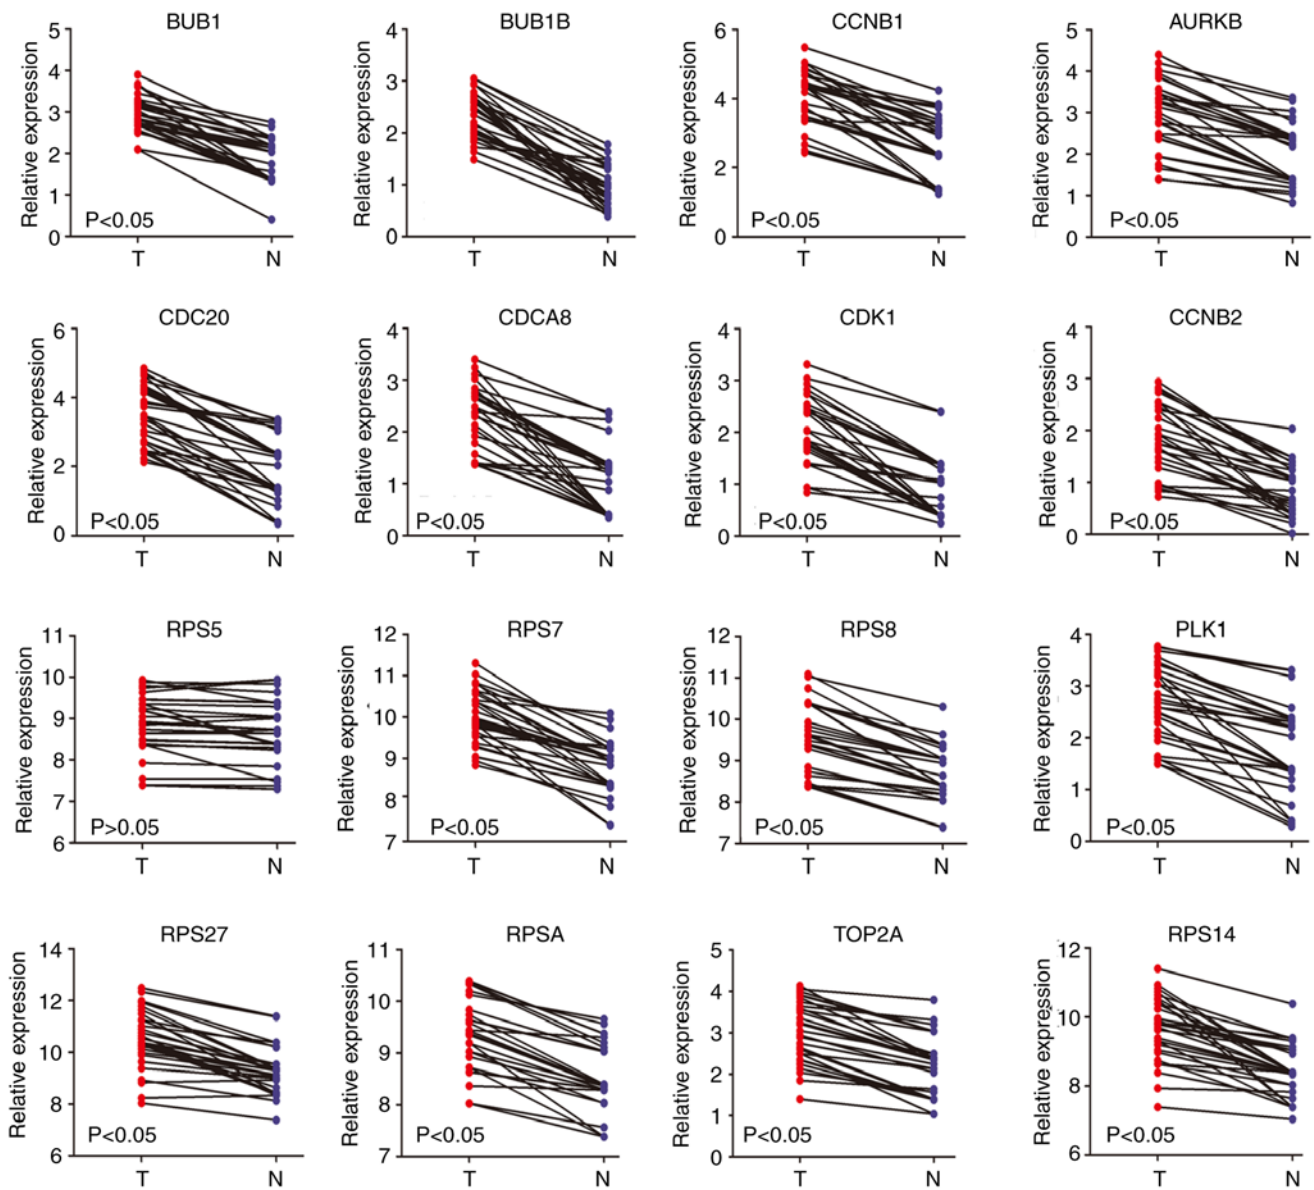 BUB1
BUB1B
CCNB1
AURKB
Relative expression
5
4
3
2
1
0
P<0.05
T N
Relative expression
4
3
2
1
0
T N
Relative expression
6
4
2
0
P<0.05
T N
Relative expression
5
4
3
2
1
0
P<0.05
T N
CDC20
CDCA8
CDK1
CCNB2
Relative expression
6
4
2
0
P<0.05
T N
Relative expression
4
3
2
1
0
P<0.05
T N
Relative expression
4
3
2
1
0
P<0.05
T N
Relative expression
4
3
2
1
0
P<0.05
T N
RPS5
RPS7
RPS8
PLK1
Relative expression
11
10
9
8
7
6
P>0.05
T N
Relative expression
12
11
10
9
8
7
P<0.05
T N
Relative expression
12
11
10
9
8
7
P<0.05
T N
Relative expression
4
3
2
1
0
P<0.05
T N
RPS27
RPSA
TOP2A
RPS14
Relative expression
14
12
10
8
6
P<0.05
T N
Relative expression
11
10
9
8
7
P<0.05
T N
Relative expression
5
4
3
2
1
0
P<0.05
T N
Relative expression
12
10
8
6
P<0.05
T N